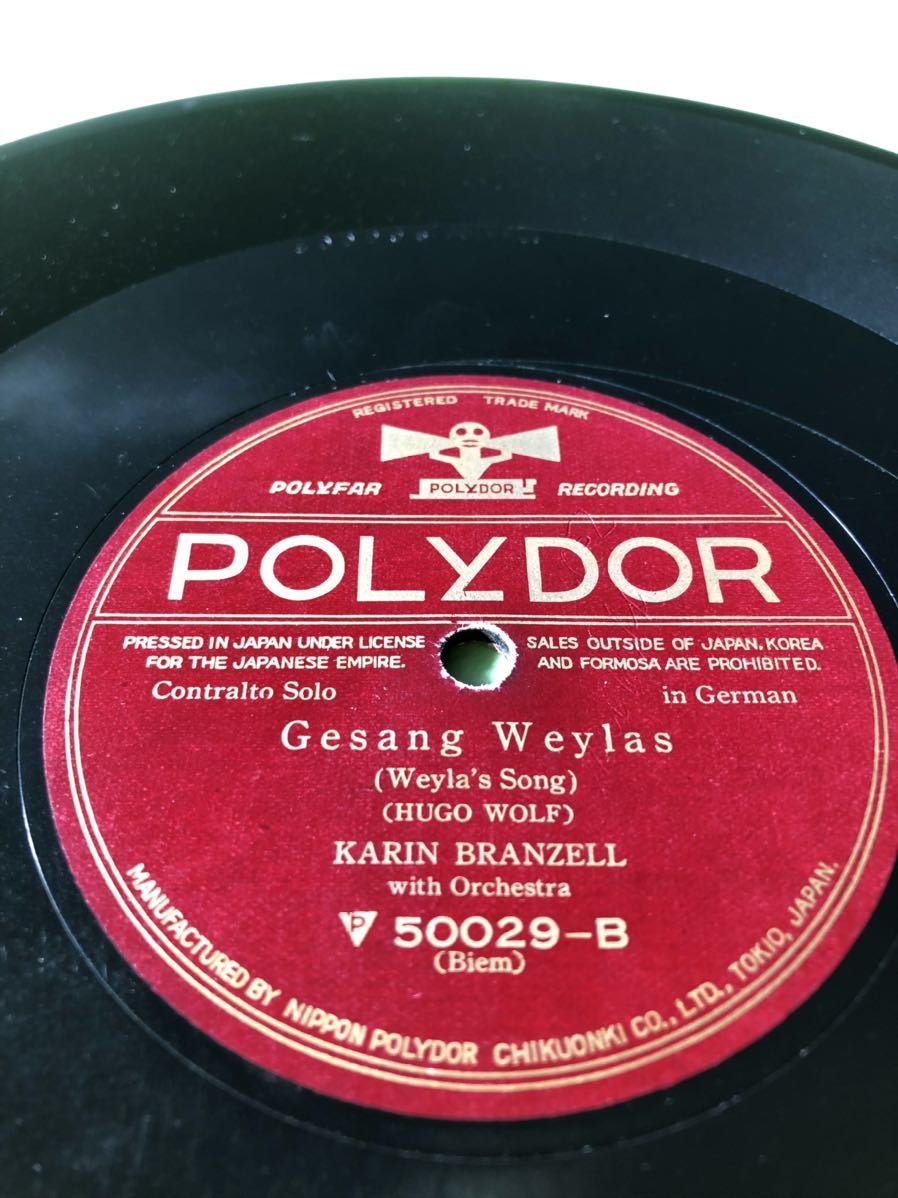 REGISTERED TRADE MARK
POLYFAR POLYDOR RECORDING
POLYDOR
PRESSED IN JAPAN UNDER LICENSE
FOR THE JAPANESE EMPIRE.
SALES OUTSIDE OF JAPAN, KOREA
AND FORMOSA ARE PROHIBITED.
Contralto Solo in German
Gesang Weylas
(Weyla's Song)
(HUGO WOLF)
KARIN BRANZELL
with Orchestra
P 50029-B
(Biem)
MANUFACTURED BY NIPPON POLYDOR CHIKUONKI CO., LTD., TOKIO, JAPAN.